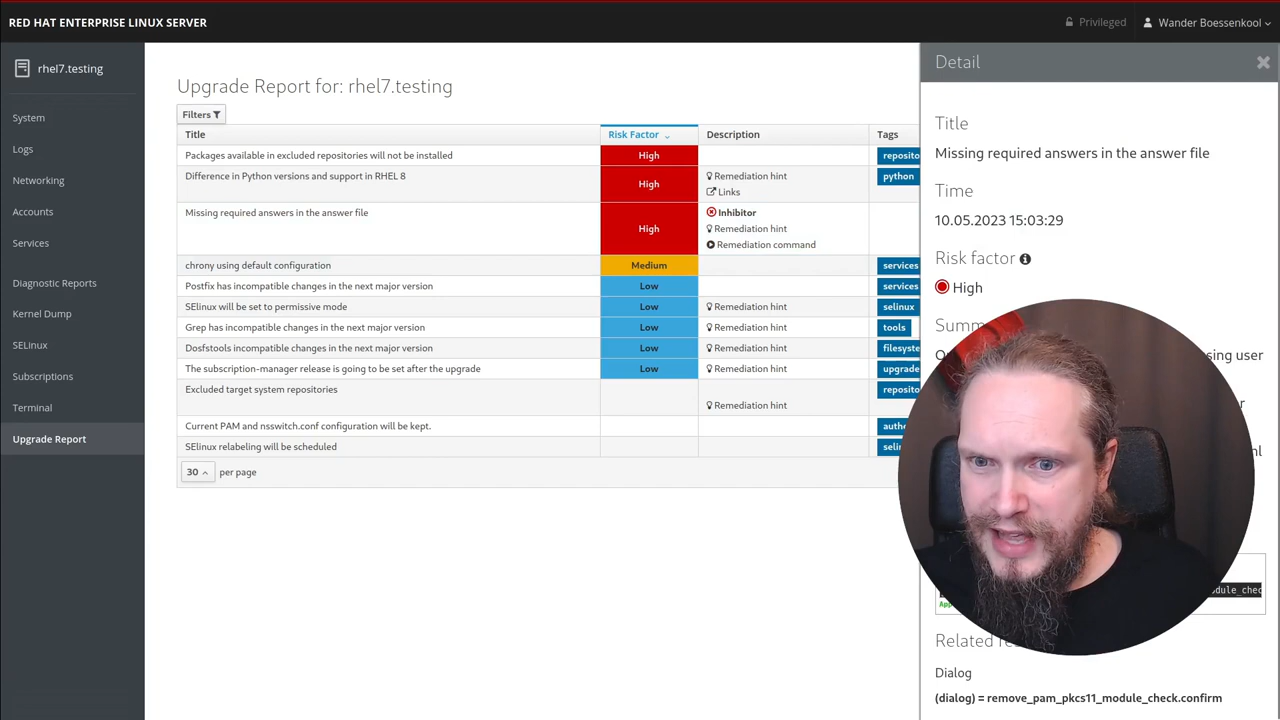 RED HAT ENTERPRISE LINUX SERVER
Privileged
Wander Boessenkool
rhel7.testing
System
Logs
Networking
Accounts
Services
Diagnostic Reports
Kernel Dump
SELinux
Subscriptions
Terminal
Upgrade Report
Upgrade Report for: rhel7.testing
Filters
Title Risk Factor Description Tags
Packages available in excluded repositories will not be installed High reposito
Difference in Python versions and support in RHEL 8 High Remediation hint python
Links
Missing required answers in the answer file High Inhibitor
Remediation hint
Remediation command
chrony using default configuration Medium services
Postfix has incompatible changes in the next major version Low services
SElinux will be set to permissive mode Low Remediation hint selinux
Grep has incompatible changes in the next major version Low Remediation hint tools
Dosfstools incompatible changes in the next major version Low Remediation hint filesyste
The subscription-manager release is going to be set after the upgrade Low Remediation hint upgrade
Excluded target system repositories reposito
Remediation hint
Current PAM and nsswitch.conf configuration will be kept. authe
SElinux relabeling will be scheduled selin
30 per page
Detail
Title
Missing required answers in the answer file
Time
10.05.2023 15:03:29
Risk factor
High
Summ
using user
Dialog
(dialog) = remove_pam_pkcs11_module_check.confirm